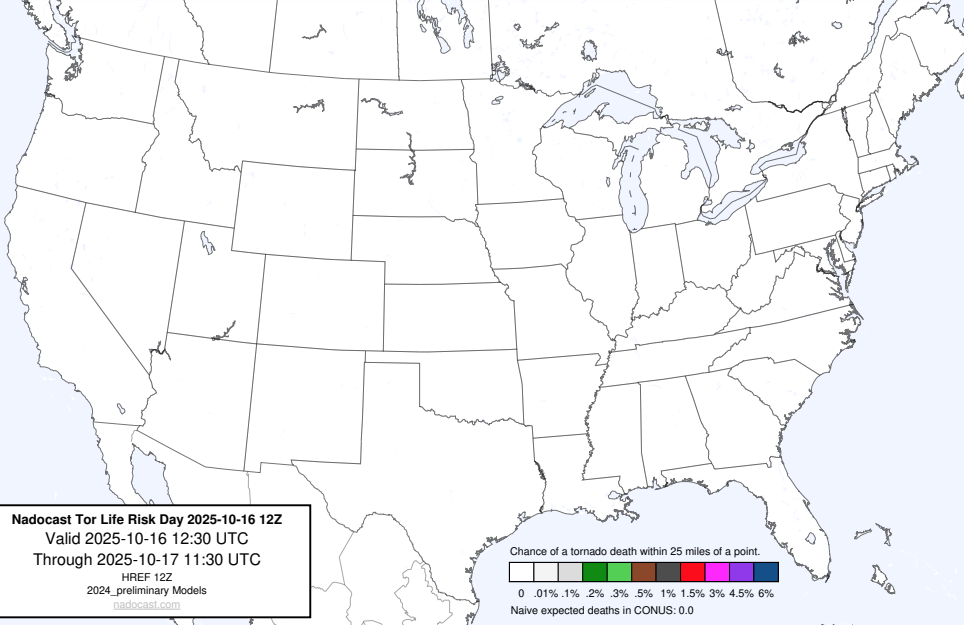 Nadocast Tor Life Risk Day 2025-10-16 12Z
Valid 2025-10-16 12:30 UTC
Through 2025-10-17 11:30 UTC
HREF 12Z
2024_preliminary Models
nadocast.com
Chance of a tornado death within 25 miles of a point.
0 .01% .1% .2% .3% .5% 1% 1.5% 3% 4.5% 6%
Naive expected deaths in CONUS: 0.0